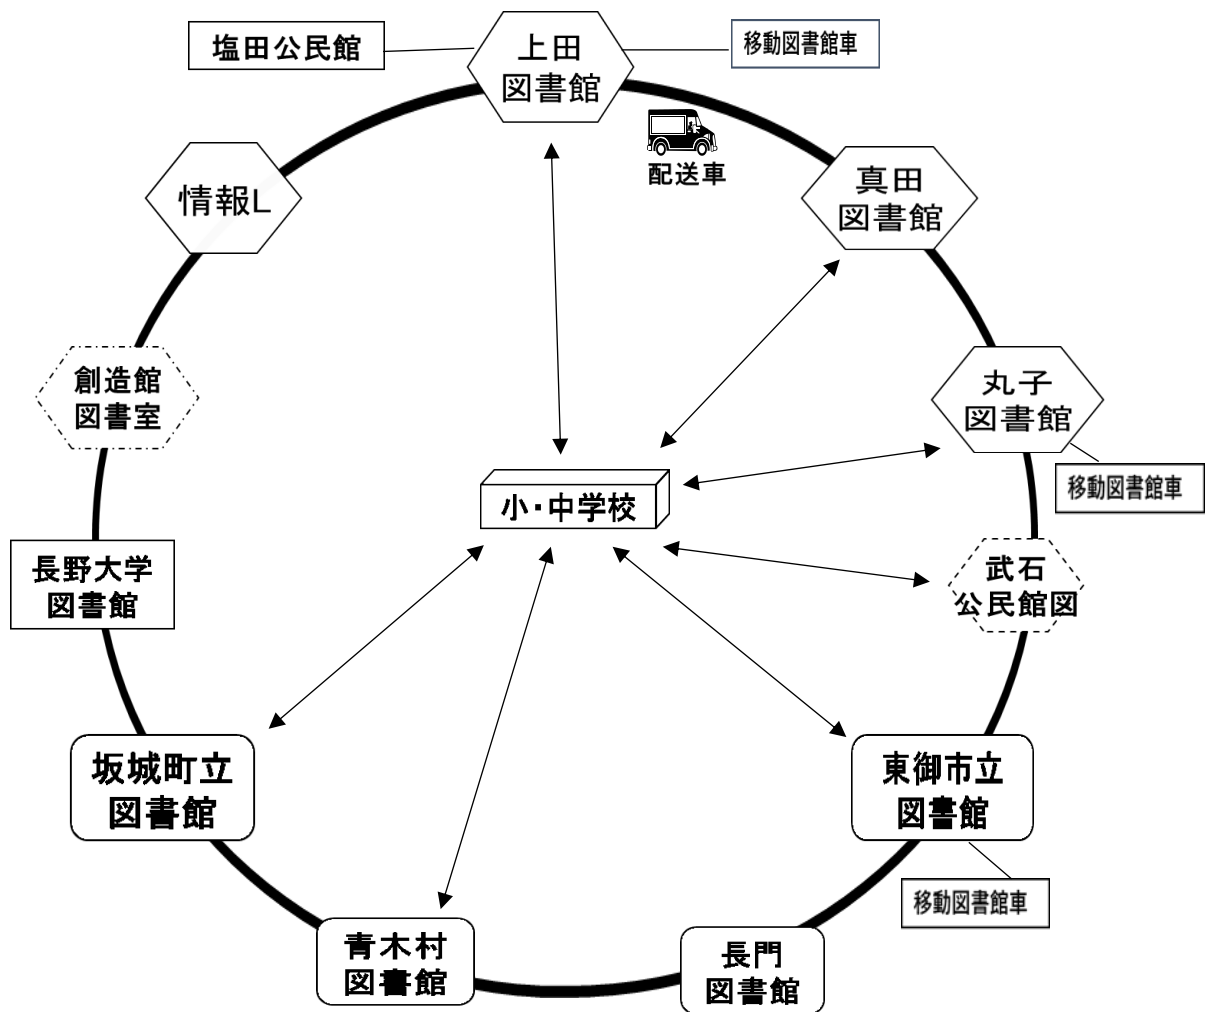 塩田公民館
上田
図書館
移動図書館車
配送車
情報L
真田
図書館
創造館
図書室
丸子
図書館
移動図書館車
小・中学校
長野大学
図書館
武石
公民館図
坂城町立
図書館
東御市立
図書館
移動図書館車
青木村
図書館
長門
図書館